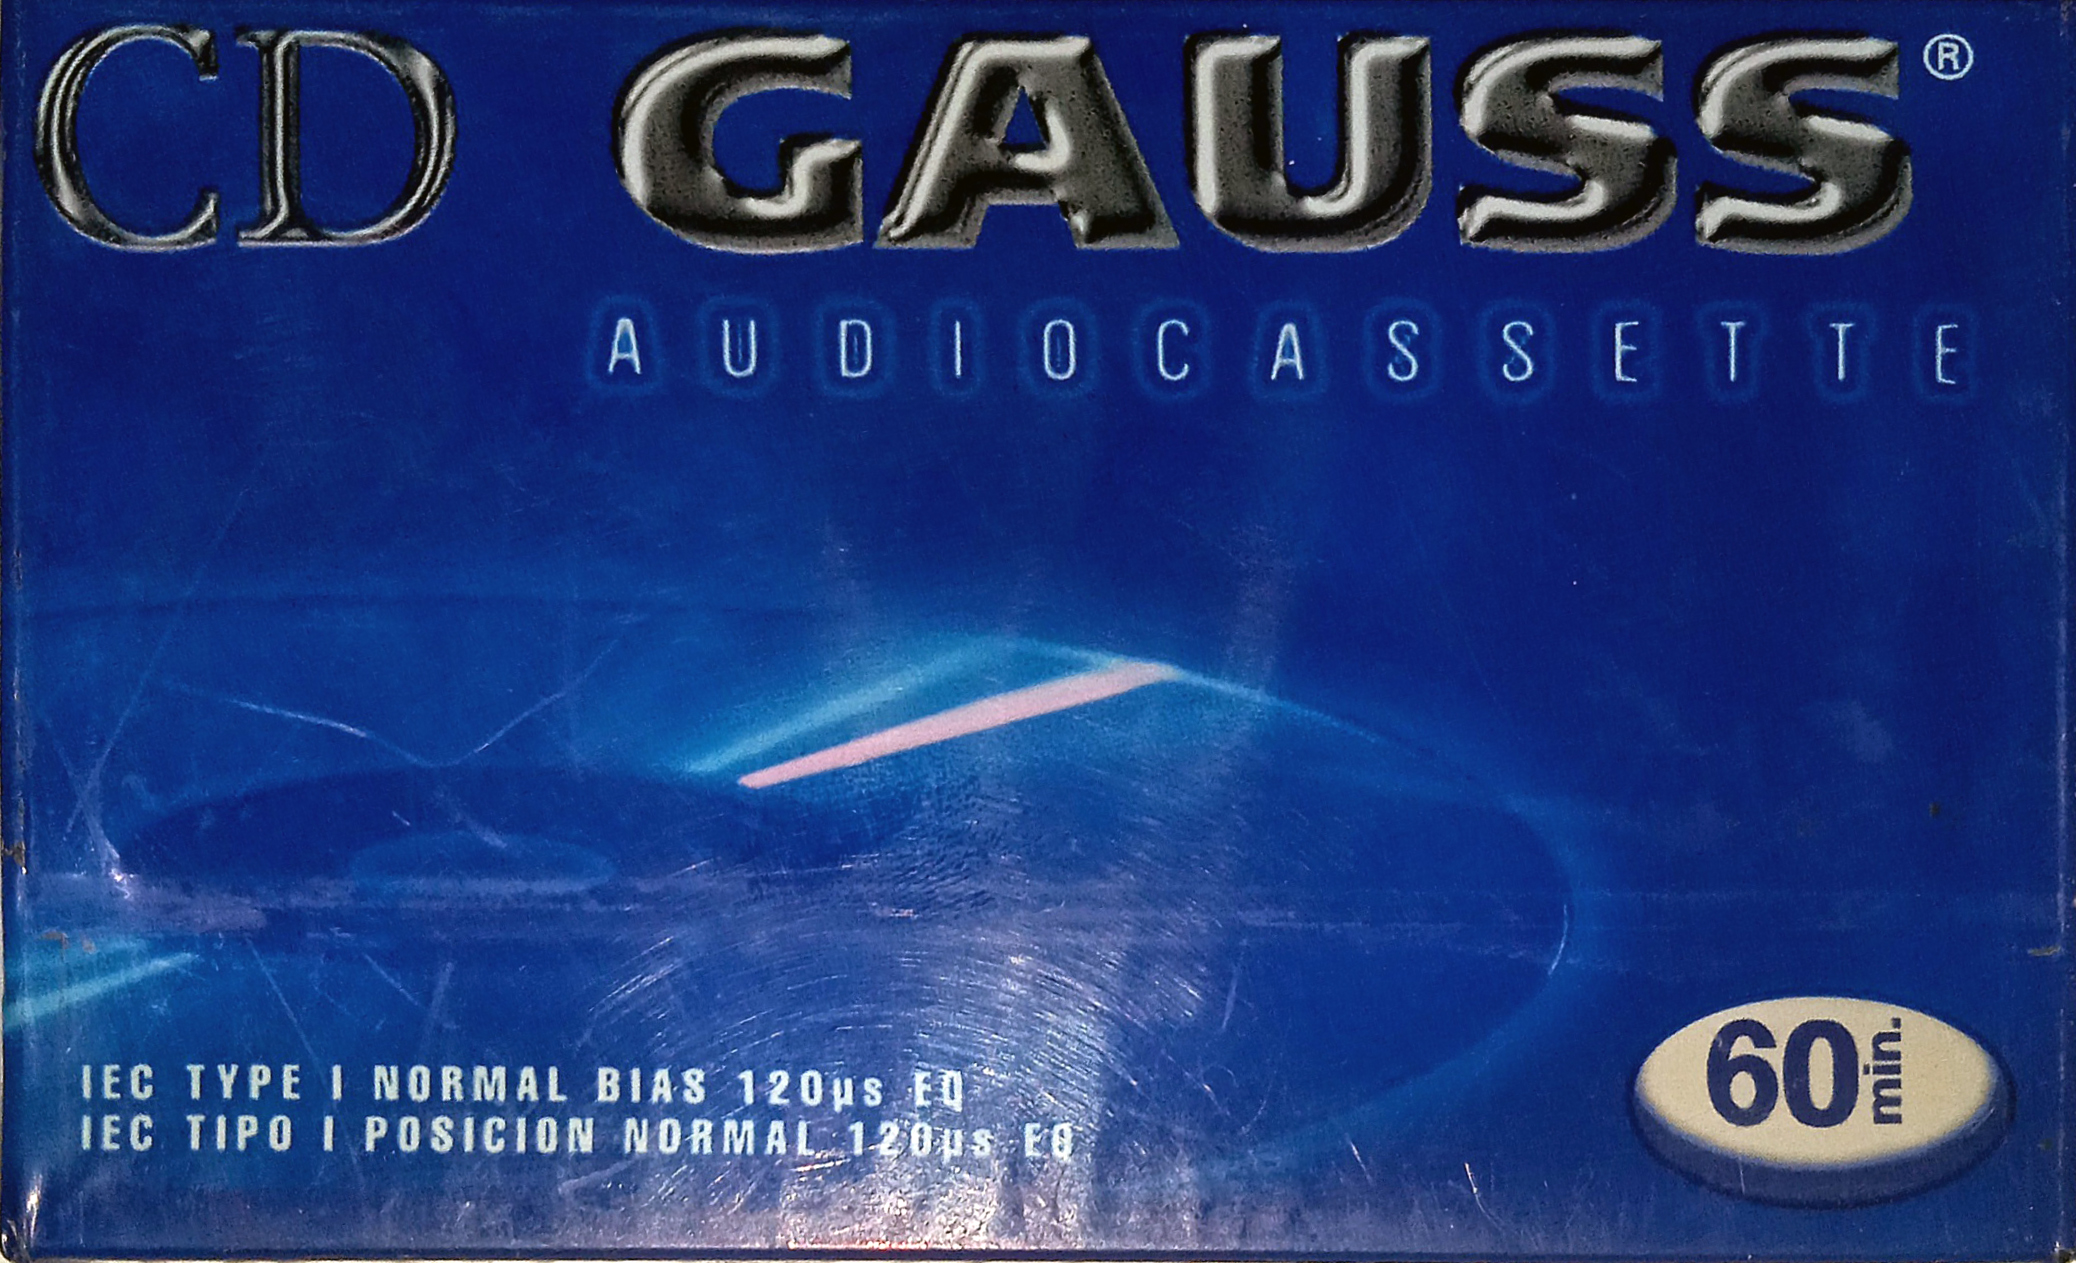 CD GAUSS®
AUDIOCASSETTE
IEC TYPE I NORMAL BIAS 120µs EQ
IEC TIPO I POSICION NORMAL 120µs EQ
60 min.